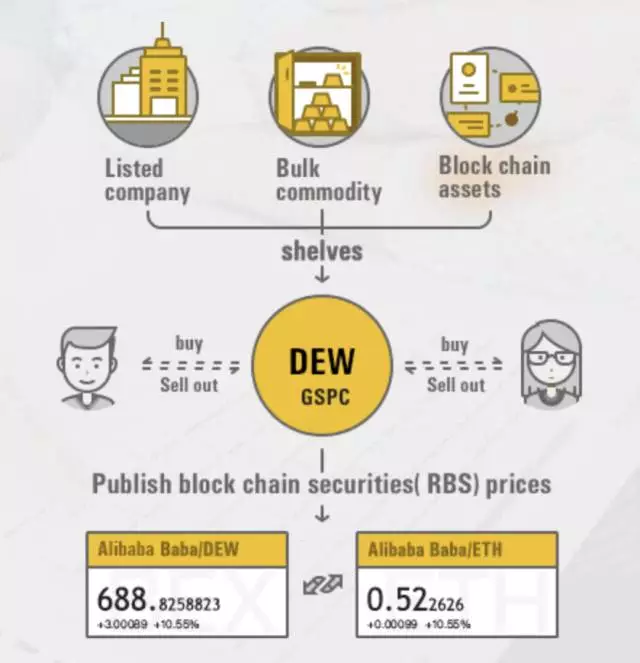 Listed
company
Bulk
commodity
Block chain
assets
shelves
buy
Sell out
DEW
GSPC
buy
Sell out
Publish block chain securities( RBS) prices
Alibaba Baba/DEW
688.8258823
+3.00089 +10.55%
Alibaba Baba/ETH
0.522626
+0.00099 +10.55%